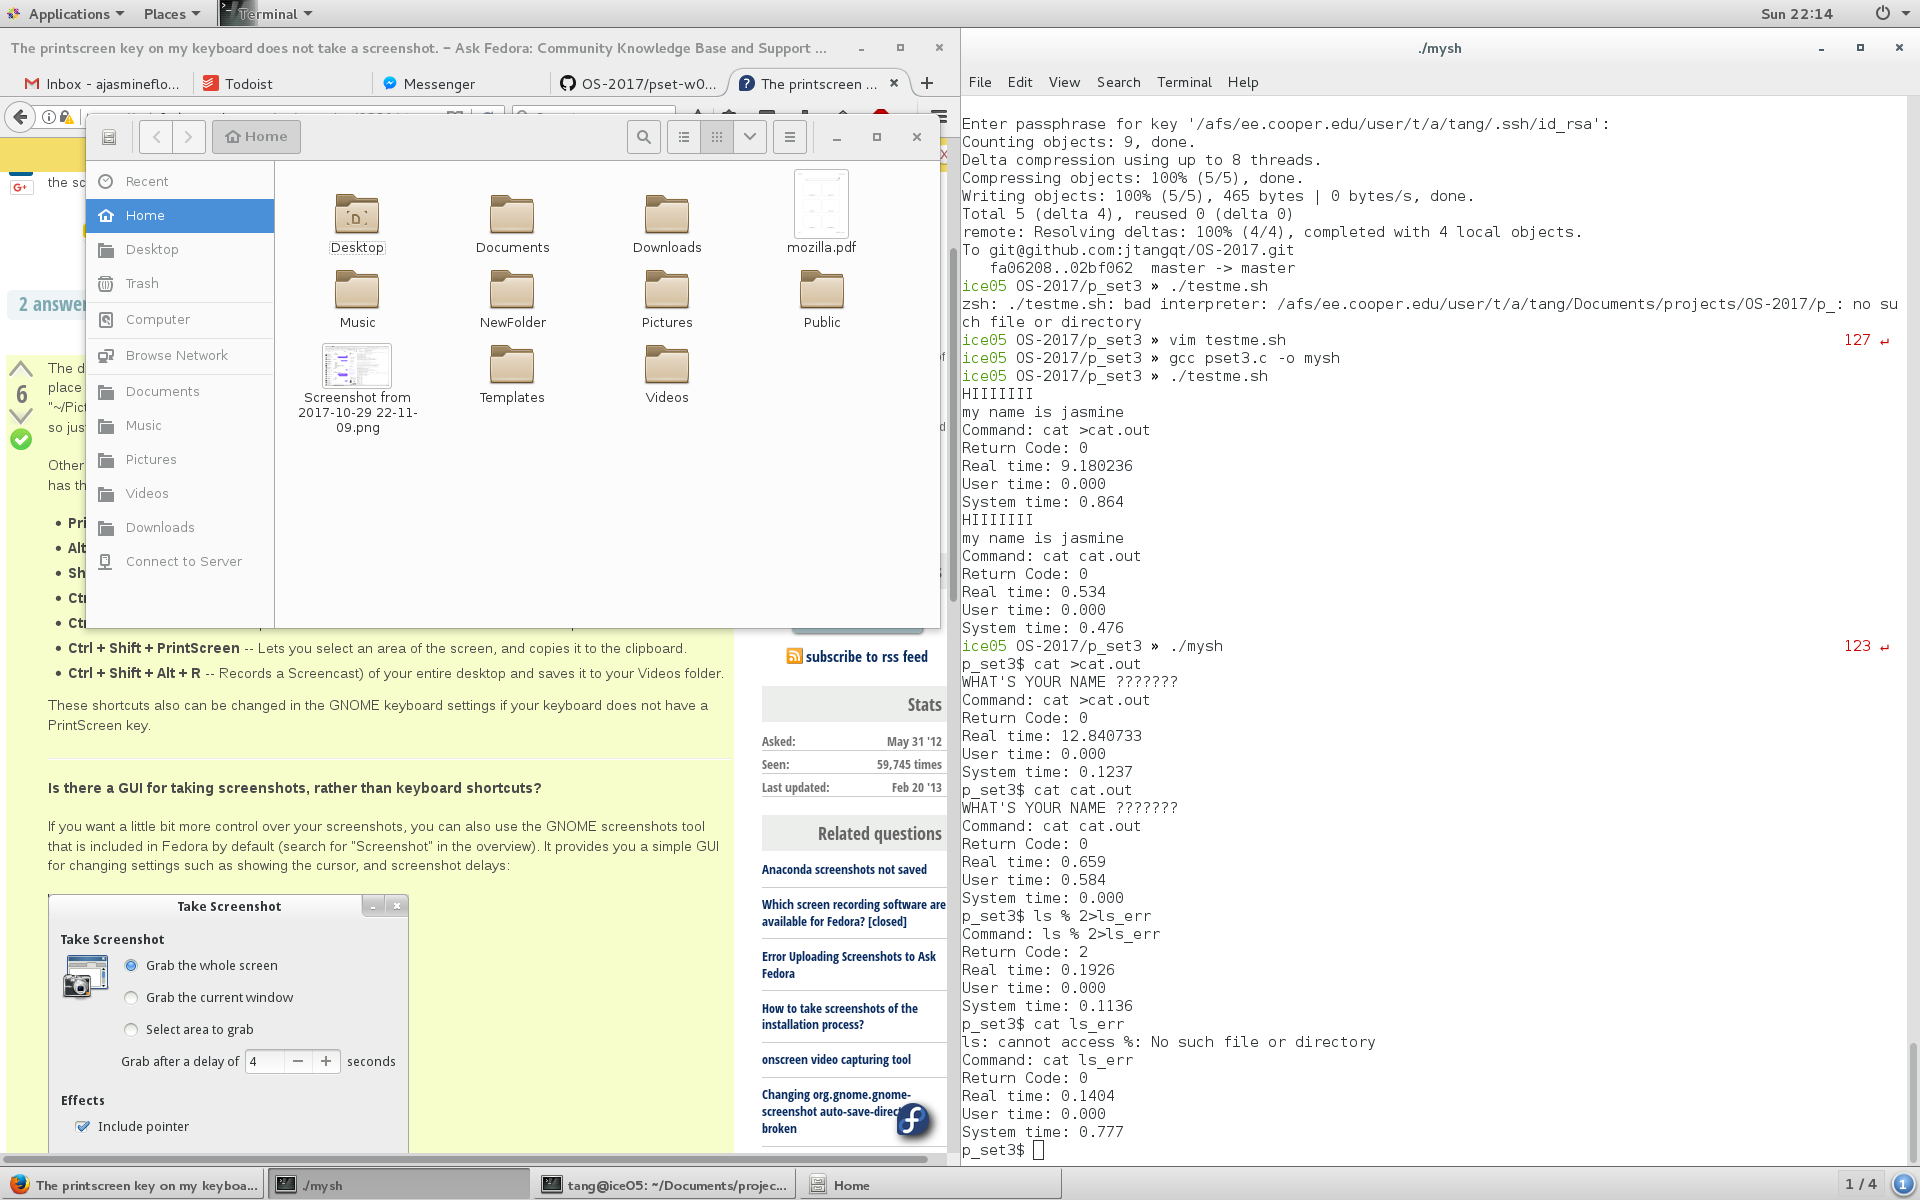 Applications
Places
Terminal
Sun 22:14
The printscreen key on my keyboard does not take a screenshot. – Ask Fedora: Community Knowledge Base and Support ...
Inbox - ajasmineflo...
Todoist
Messenger
OS-2017/pset-w0...
The printscreen ...
Home
Recent
Home
Desktop
Trash
Computer
Browse Network
Documents
Music
Pictures
Videos
Downloads
Connect to Server
Desktop
Documents
Downloads
mozilla.pdf
Music
NewFolder
Pictures
Public
Screenshot from
2017-10-29 22-11-
09.png
Templates
Videos
G+
the sc
2 answer
6
The d
place
"~/Pict
so jus
Other
has th
• Pri
• Alt
• Sh
• Ctr
• Ctr
• Ctrl + Shift + PrintScreen -- Lets you select an area of the screen, and copies it to the clipboard.
• Ctrl + Shift + Alt + R -- Records a Screencast) of your entire desktop and saves it to your Videos folder.
These shortcuts also can be changed in the GNOME keyboard settings if your keyboard does not have a
PrintScreen key.
Is there a GUI for taking screenshots, rather than keyboard shortcuts?
If you want a little bit more control over your screenshots, you can also use the GNOME screenshots tool
that is included in Fedora by default (search for "Screenshot" in the overview). It provides you a simple GUI
for changing settings such as showing the cursor, and screenshot delays:
Take Screenshot
Take Screenshot
Grab the whole screen
Grab the current window
Select area to grab
Grab after a delay of 4 seconds
Effects
Include pointer
subscribe to rss feed
Stats
Asked: May 31 '12
Seen: 59,745 times
Last updated: Feb 20 '13
Related questions
Anaconda screenshots not saved
Which screen recording software are
available for Fedora? [closed]
Error Uploading Screenshots to Ask
Fedora
How to take screenshots of the
installation process?
onscreen video capturing tool
Changing org.gnome.gnome-
screenshot auto-save-direc
broken
./mysh
File Edit View Search Terminal Help
Enter passphrase for key '/afs/ee.cooper.edu/user/t/a/tang/.ssh/id_rsa':
Counting objects: 9, done.
Delta compression using up to 8 threads.
Compressing objects: 100% (5/5), done.
Writing objects: 100% (5/5), 465 bytes | 0 bytes/s, done.
Total 5 (delta 4), reused 0 (delta 0)
remote: Resolving deltas: 100% (4/4), completed with 4 local objects.
To git@github.com:jtangqt/OS-2017.git
   fa06208..02bf062  master -> master
ice05 OS-2017/p_set3 » ./testme.sh
zsh: ./testme.sh: bad interpreter: /afs/ee.cooper.edu/user/t/a/tang/Documents/projects/OS-2017/p_: no su
ch file or directory
ice05 OS-2017/p_set3 » vim testme.sh 127 ↵
ice05 OS-2017/p_set3 » gcc pset3.c -o mysh
ice05 OS-2017/p_set3 » ./testme.sh
HIIIIIII
my name is jasmine
Command: cat >cat.out
Return Code: 0
Real time: 9.180236
User time: 0.000
System time: 0.864
HIIIIIII
my name is jasmine
Command: cat cat.out
Return Code: 0
Real time: 0.534
User time: 0.000
System time: 0.476
ice05 OS-2017/p_set3 » ./mysh 123 ↵
p_set3$ cat >cat.out
WHAT'S YOUR NAME ???????
Command: cat >cat.out
Return Code: 0
Real time: 12.840733
User time: 0.000
System time: 0.1237
p_set3$ cat cat.out
WHAT'S YOUR NAME ???????
Command: cat cat.out
Return Code: 0
Real time: 0.659
User time: 0.584
System time: 0.000
p_set3$ ls % 2>ls_err
Command: ls % 2>ls_err
Return Code: 2
Real time: 0.1926
User time: 0.000
System time: 0.1136
p_set3$ cat ls_err
ls: cannot access %: No such file or directory
Command: cat ls_err
Return Code: 0
Real time: 0.1404
User time: 0.000
System time: 0.777
p_set3$
The printscreen key on my keyboa...
./mysh
tang@ice05: ~/Documents/projec...
Home
1 / 4
1